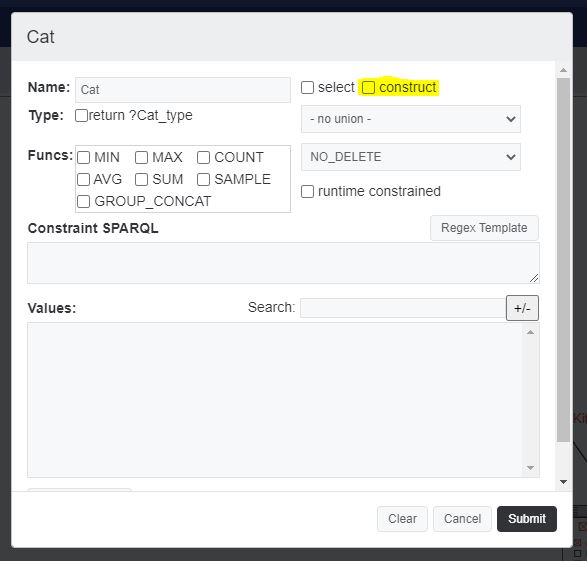 Cat
Name: Cat select construct
Type: return ?Cat_type - no union -
Funcs: MIN MAX COUNT NO_DELETE
AVG SUM SAMPLE runtime constrained
GROUP_CONCAT
Constraint SPARQL Regex Template
Values: Search: +/-
Clear Cancel Submit